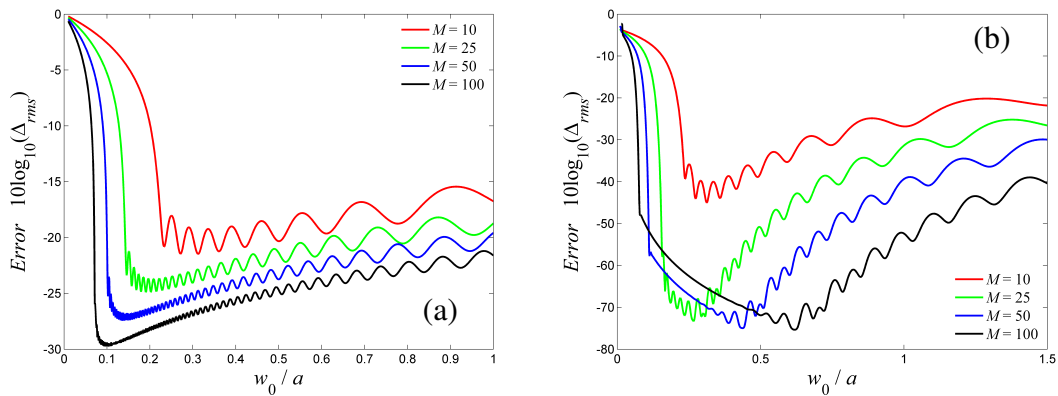 0
-5
-10
-15
-20
-25
-30
Error 10log10(Δrms)
M = 10
M = 25
M = 50
M = 100
(a)
0 0.1 0.2 0.3 0.4 0.5 0.6 0.7 0.8 0.9 1
w0 / a
0
-10
-20
-30
-40
-50
-60
-70
-80
Error 10log10(Δrms)
(b)
M = 10
M = 25
M = 50
M = 100
0 0.5 1 1.5
w0 / a